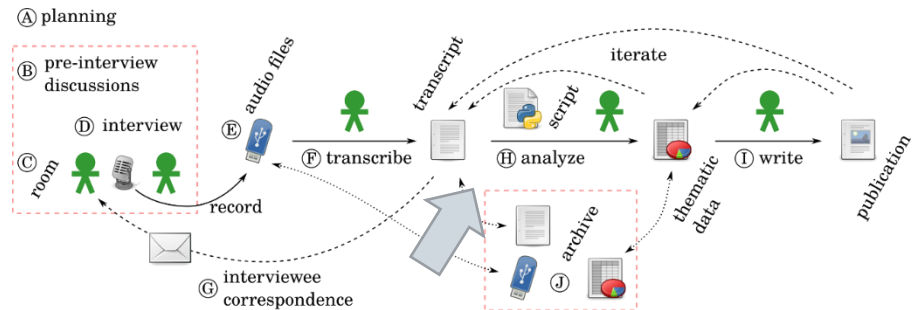 Ⓐ planning
Ⓑ pre-interview
discussions
Ⓓ interview
Ⓒ room
record
Ⓔ audio files
Ⓕ transcribe
Ⓖ interviewee
correspondence
transcript
script
Ⓗ analyze
iterate
thematic
data
Ⓘ write
publication
archive
Ⓙ